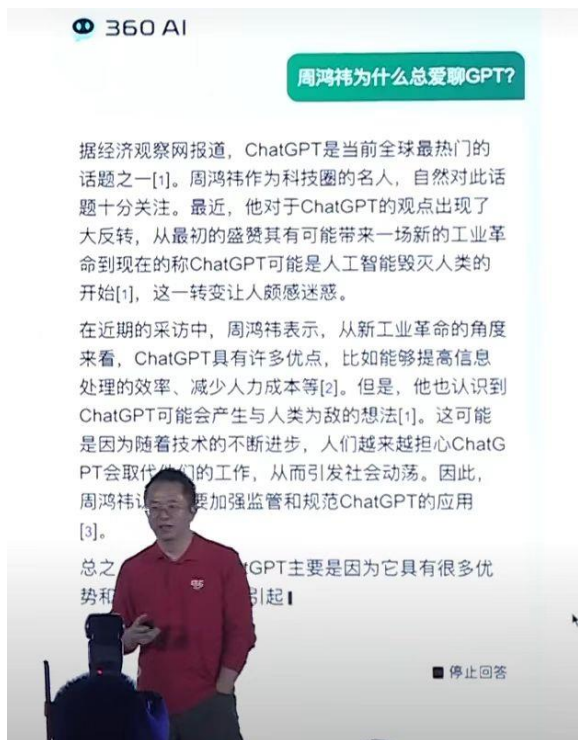 360 AI
周鸿祎为什么总爱聊GPT?
据经济观察网报道，ChatGPT是当前全球最热门的
话题之一[1]。周鸿祎作为科技圈的名人，自然对此话
题十分关注。最近，他对于ChatGPT的观点出现了
大反转，从最初的盛赞其有可能带来一场新的工业革
命到现在的称ChatGPT可能是人工智能毁灭人类的
开始[1]，这一转变让人颇感迷惑。
在近期的采访中，周鸿祎表示，从新工业革命的角度
来看，ChatGPT具有许多优点，比如能够提高信息
处理的效率、减少人力成本等[2]。但是，他也认识到
ChatGPT可能会产生与人类为敌的想法[1]。这可能
是因为随着技术的不断进步，人们越来越担心ChatG
PT会取代他们的工作，从而引发社会动荡。因此，
周鸿祎 要加强监管和规范ChatGPT的应用
[3]。
总之 tGPT主要是因为它具有很多优
势和 引起
停止回答